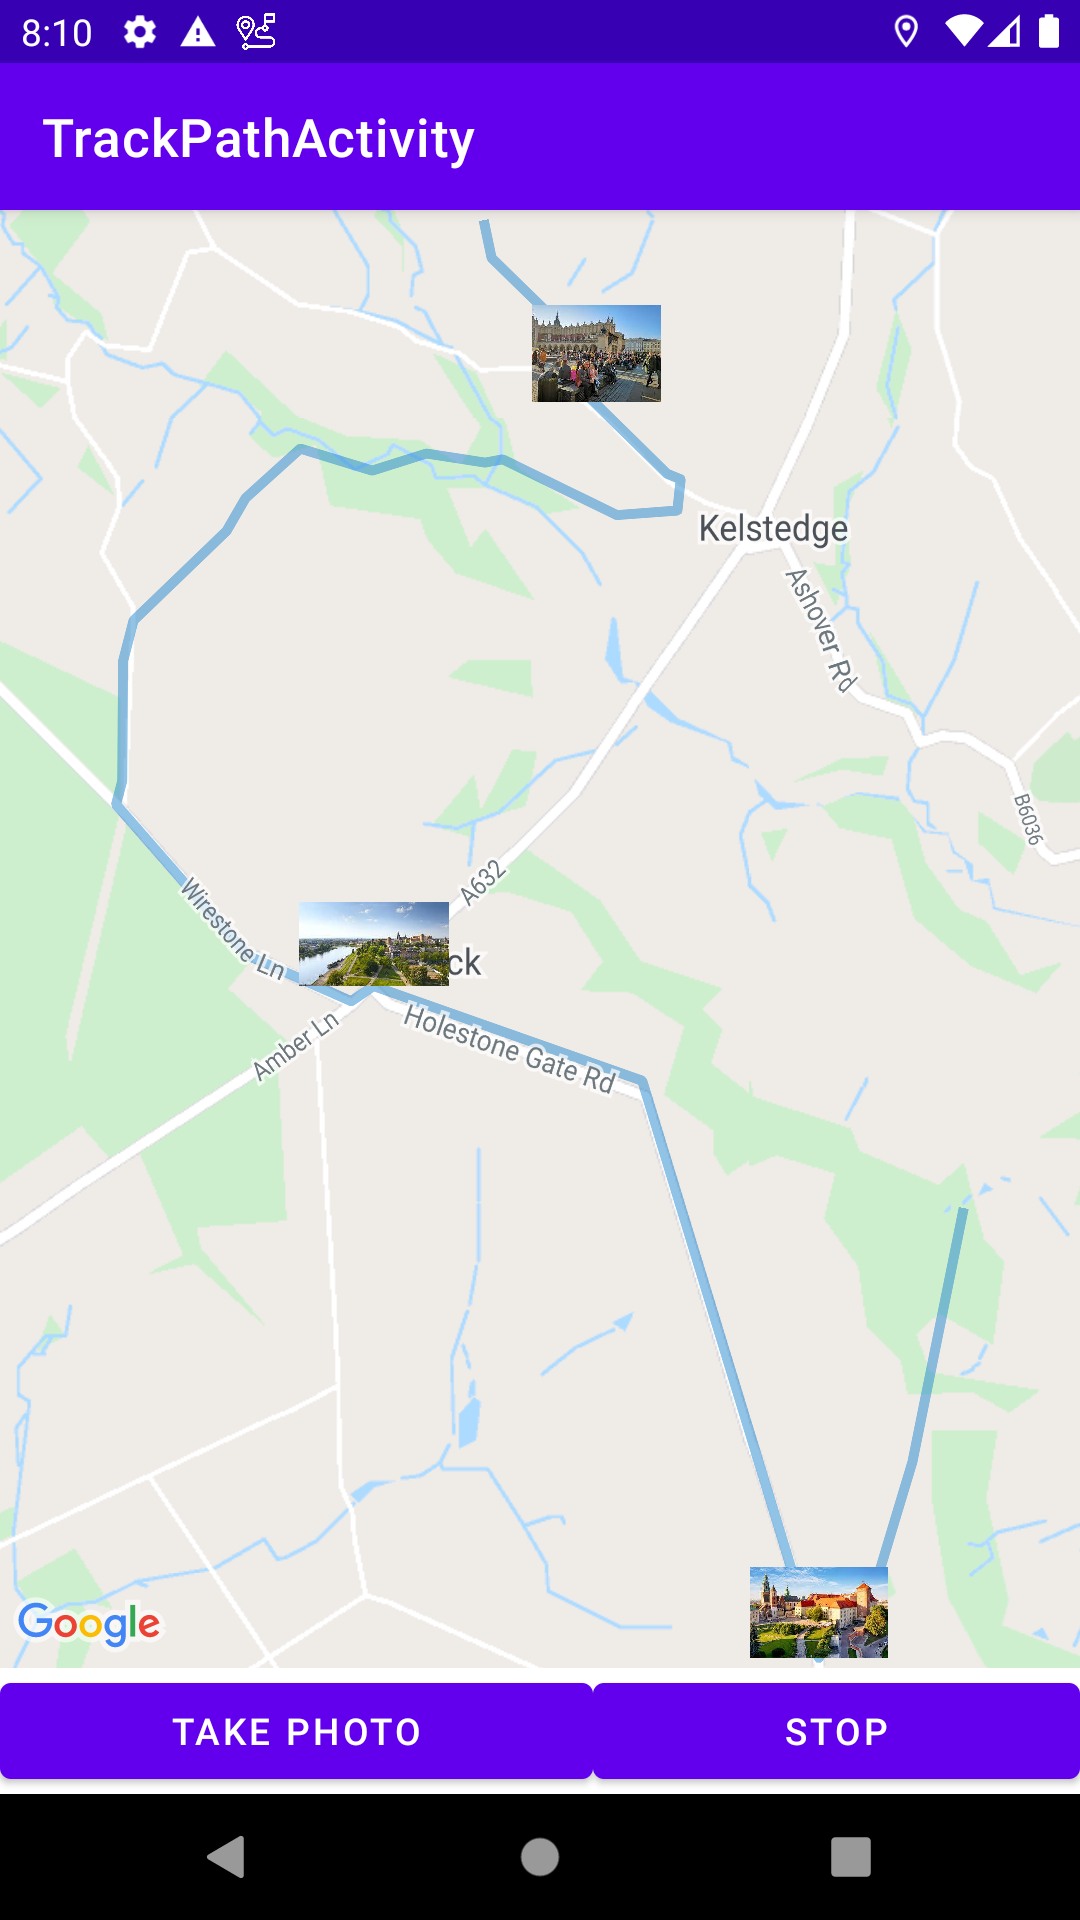 8:10
TrackPathActivity
Kelstedge
Ashover Rd
B6036
A632
Wirestone Ln
ck
Holestone Gate Rd
Amber Ln
Google
TAKE PHOTO
STOP